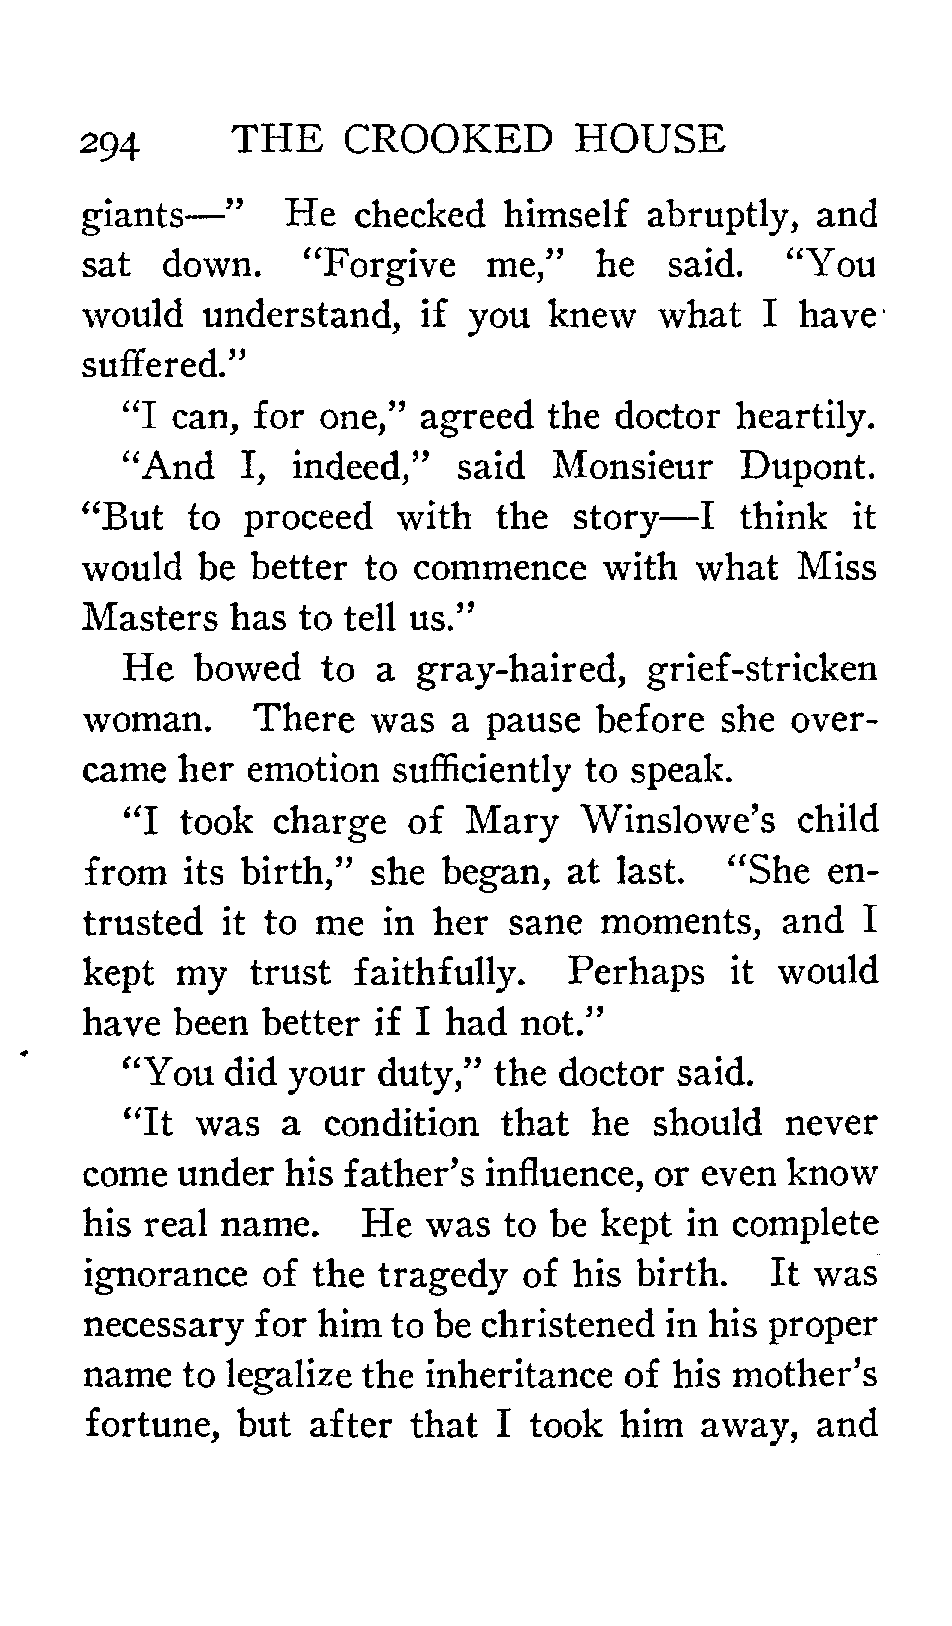 294 THE CROOKED HOUSE
giants—” He checked himself abruptly, and
sat down. “Forgive me,” he said. “You
would understand, if you knew what I have
suffered.”
“I can, for one,” agreed the doctor heartily.
“And I, indeed,” said Monsieur Dupont.
“But to proceed with the story—I think it
would be better to commence with what Miss
Masters has to tell us.”
He bowed to a gray-haired, grief-stricken
woman. There was a pause before she over-
came her emotion sufficiently to speak.
“I took charge of Mary Winslowe’s child
from its birth,” she began, at last. “She en-
trusted it to me in her sane moments, and I
kept my trust faithfully. Perhaps it would
have been better if I had not.”
“You did your duty,” the doctor said.
“It was a condition that he should never
come under his father’s influence, or even know
his real name. He was to be kept in complete
ignorance of the tragedy of his birth. It was
necessary for him to be christened in his proper
name to legalize the inheritance of his mother’s
fortune, but after that I took him away, and